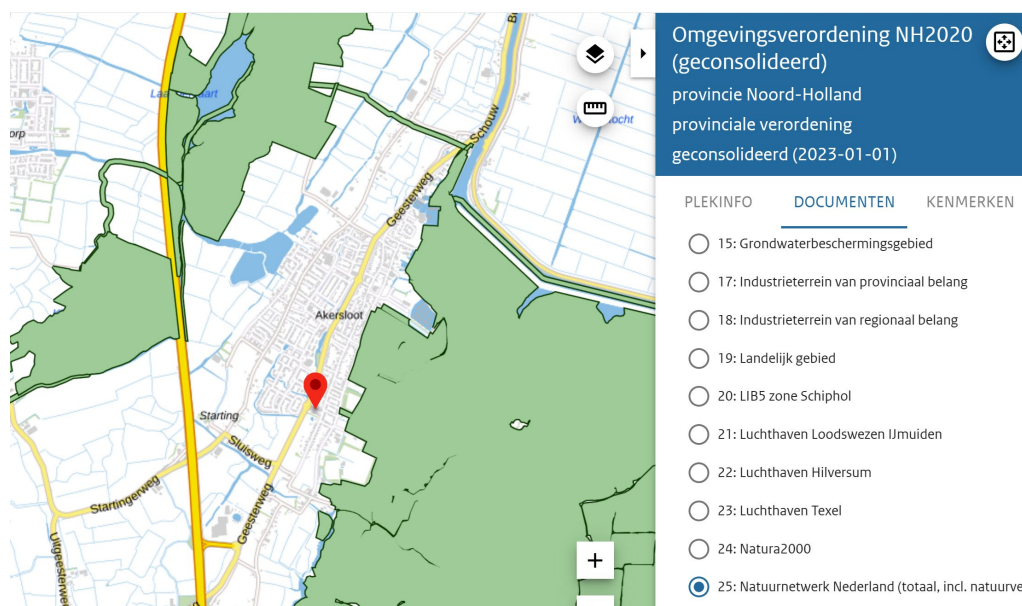 Omgevingsverordening NH2020
(geconsolideerd)
provincie Noord-Holland
provinciale verordening
geconsolideerd (2023-01-01)
PLEKINFO
DOCUMENTEN
KENMERKEN
15: Grondwaterbeschermingsgebied
17: Industrieterrein van provinciaal belang
18: Industrieterrein van regionaal belang
19: Landelijk gebied
20: LIB5 zone Schiphol
21: Luchthaven Loodswezen IJmuiden
22: Luchthaven Hilversum
23: Luchthaven Texel
24: Natura2000
25: Natuurnetwerk Nederland (totaal, incl. natuurve
Schouw
Geesterweg
Akersloot
Starting
Sluisweg
Startingerweg
Geesterweg
Uitgeesterweg
+